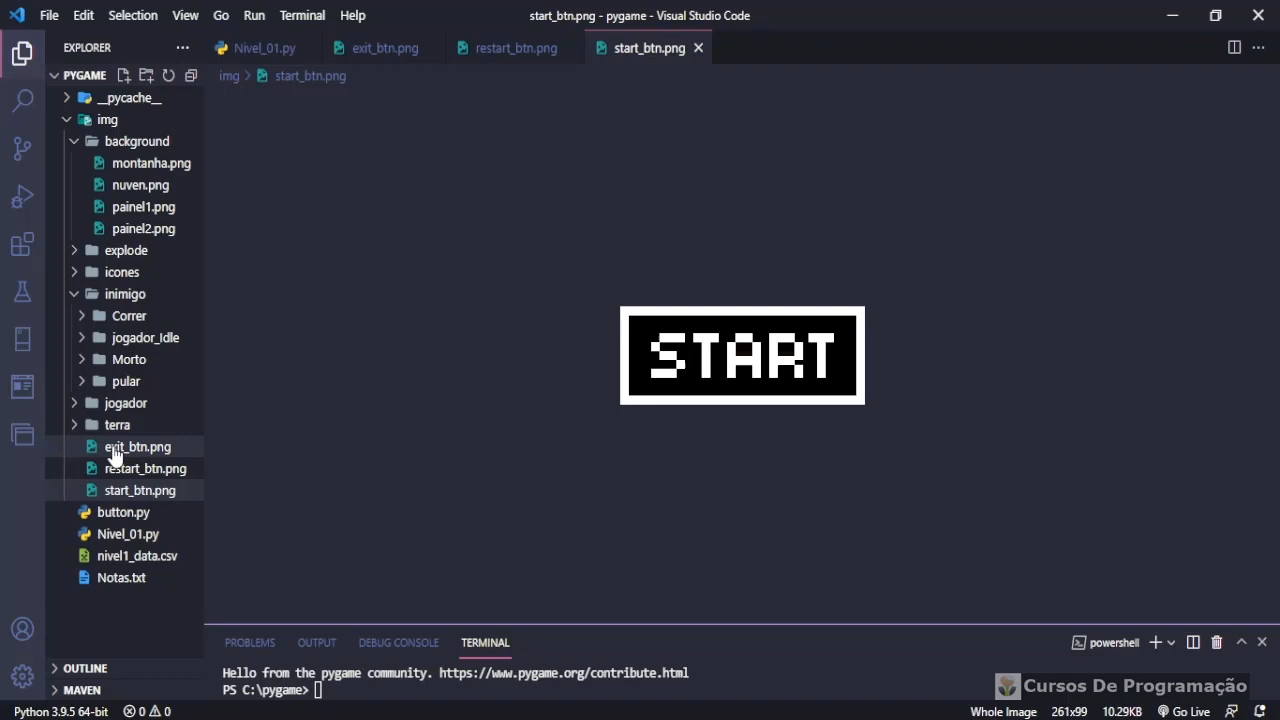 File Edit Selection View Go Run Terminal Help
start_btn.png - pygame - Visual Studio Code
EXPLORER
Nivel_01.py
exit_btn.png
restart_btn.png
start_btn.png
PYGAME
img > start_btn.png
__pycache__
img
background
montanha.png
nuven.png
painel1.png
painel2.png
explode
icones
inimigo
Correr
jogador_Idle
Morto
pular
jogador
terra
exit_btn.png
restart_btn.png
start_btn.png
button.py
Nivel_01.py
nivel1_data.csv
Notas.txt
OUTLINE
MAVEN
START
PROBLEMS OUTPUT DEBUG CONSOLE TERMINAL
powershell
Hello from the pygame community. https://www.pygame.org/contribute.html
PS C:\pygame>
Cursos De Programação
Python 3.9.5 64-bit 0 0
Whole Image 261x99 10.29KB Go Live